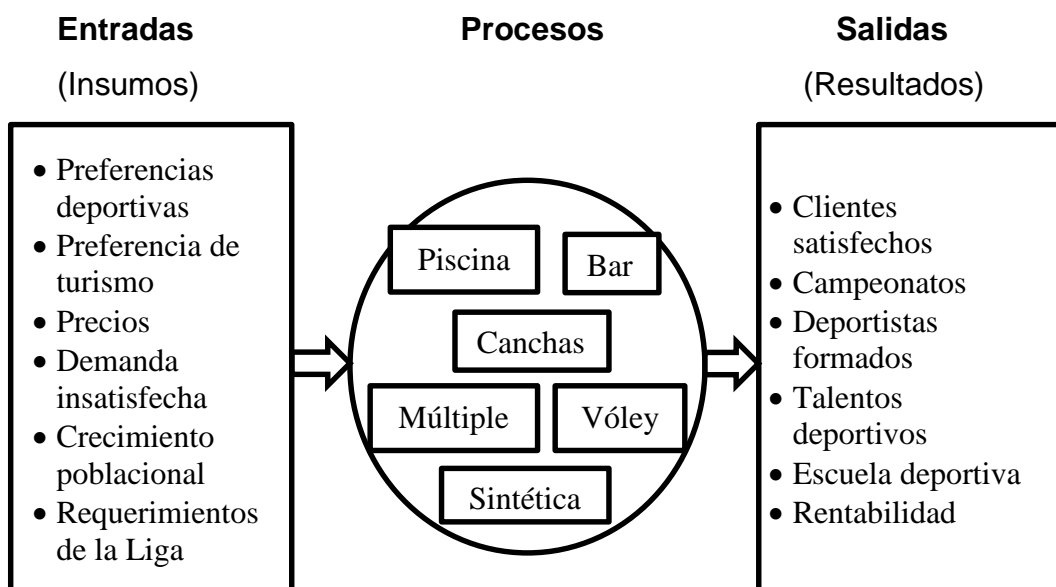 Entradas
(Insumos)
• Preferencias
deportivas
• Preferencia de
turismo
• Precios
• Demanda
insatisfecha
• Crecimiento
poblacional
• Requerimientos
de la Liga
Procesos
Piscina
Bar
Canchas
Múltiple
Vóley
Sintética
Salidas
(Resultados)
• Clientes
satisfechos
• Campeonatos
• Deportistas
formados
• Talentos
deportivos
• Escuela deportiva
• Rentabilidad